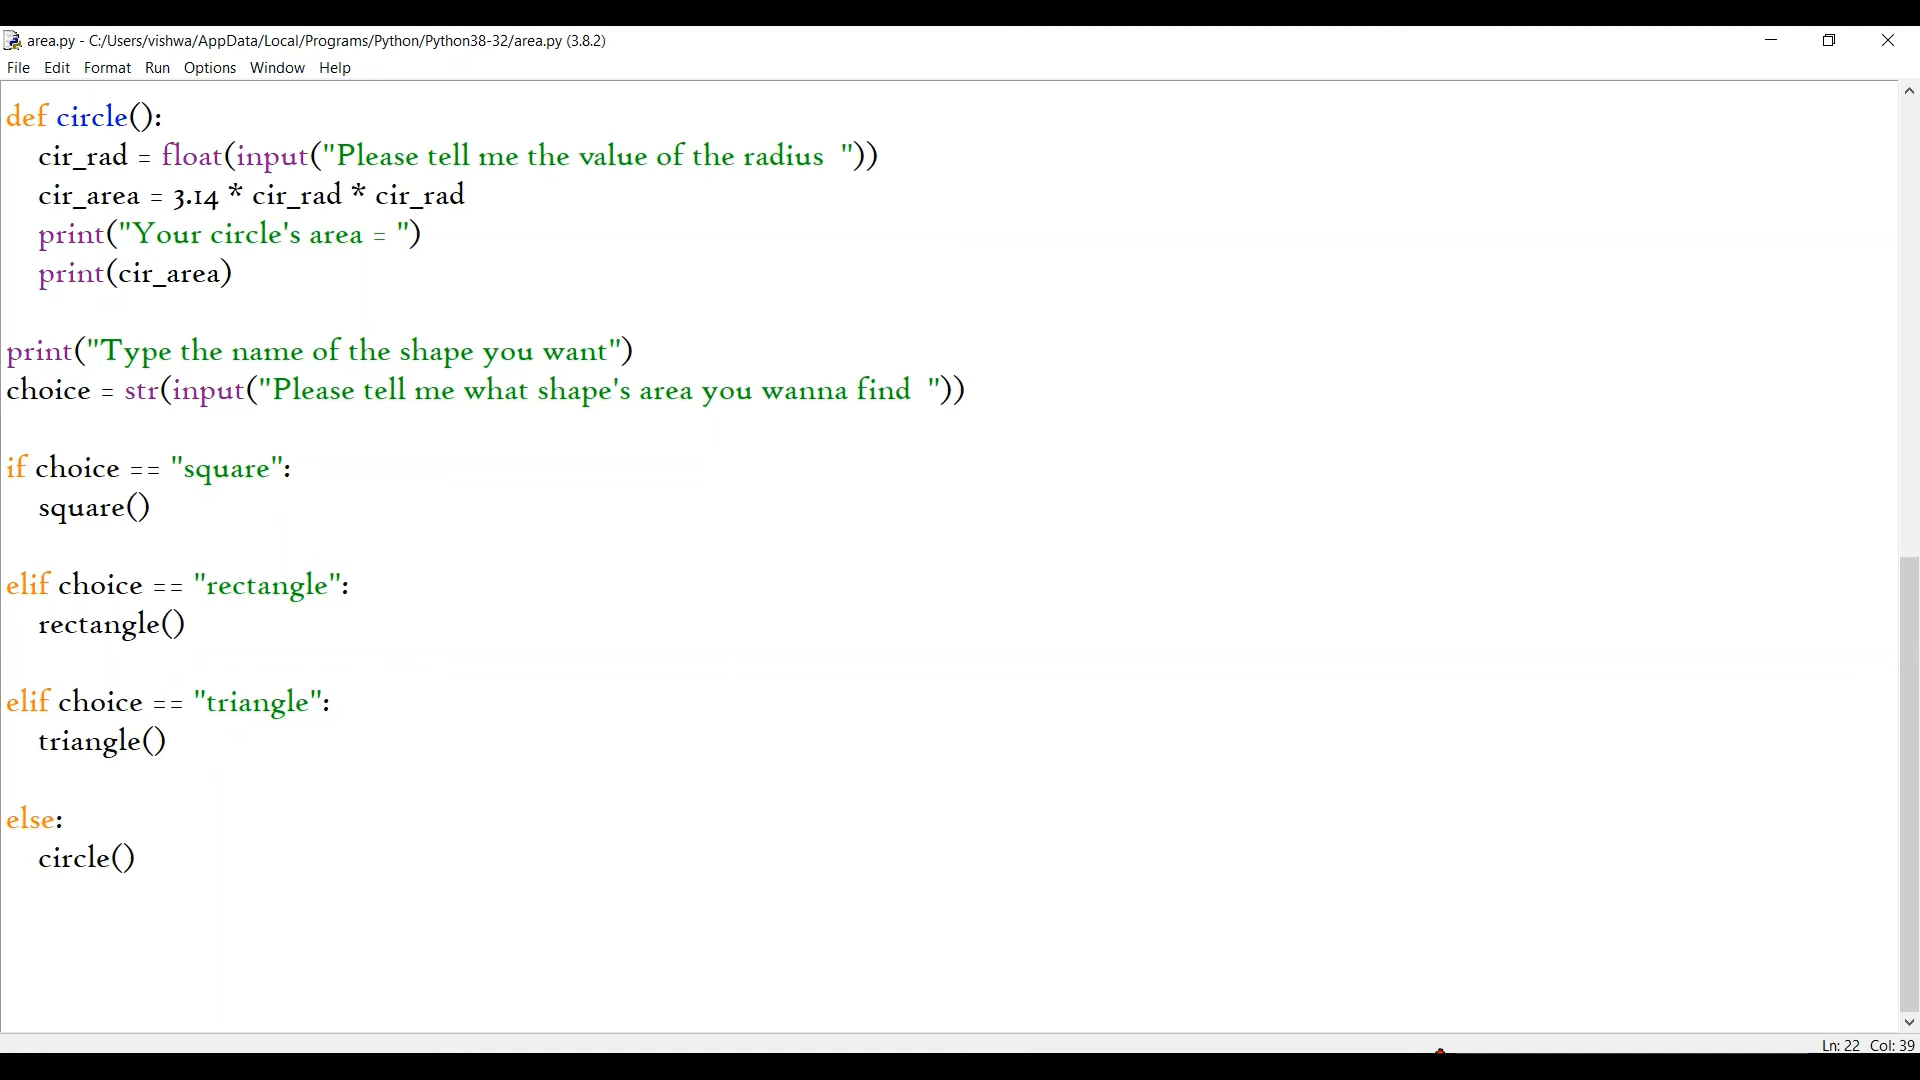 area.py - C:/Users/vishwa/AppData/Local/Programs/Python/Python38-32/area.py (3.8.2)
File Edit Format Run Options Window Help
def circle():
    cir_rad = float(input("Please tell me the value of the radius  "))
    cir_area = 3.14 * cir_rad * cir_rad
    print("Your circle's area = ")
    print(cir_area)
print("Type the name of the shape you want")
choice = str(input("Please tell me what shape's area you wanna find  "))
if choice == "square":
    square()
elif choice == "rectangle":
    rectangle()
elif choice == "triangle":
    triangle()
else:
    circle()
Ln: 22 Col: 39